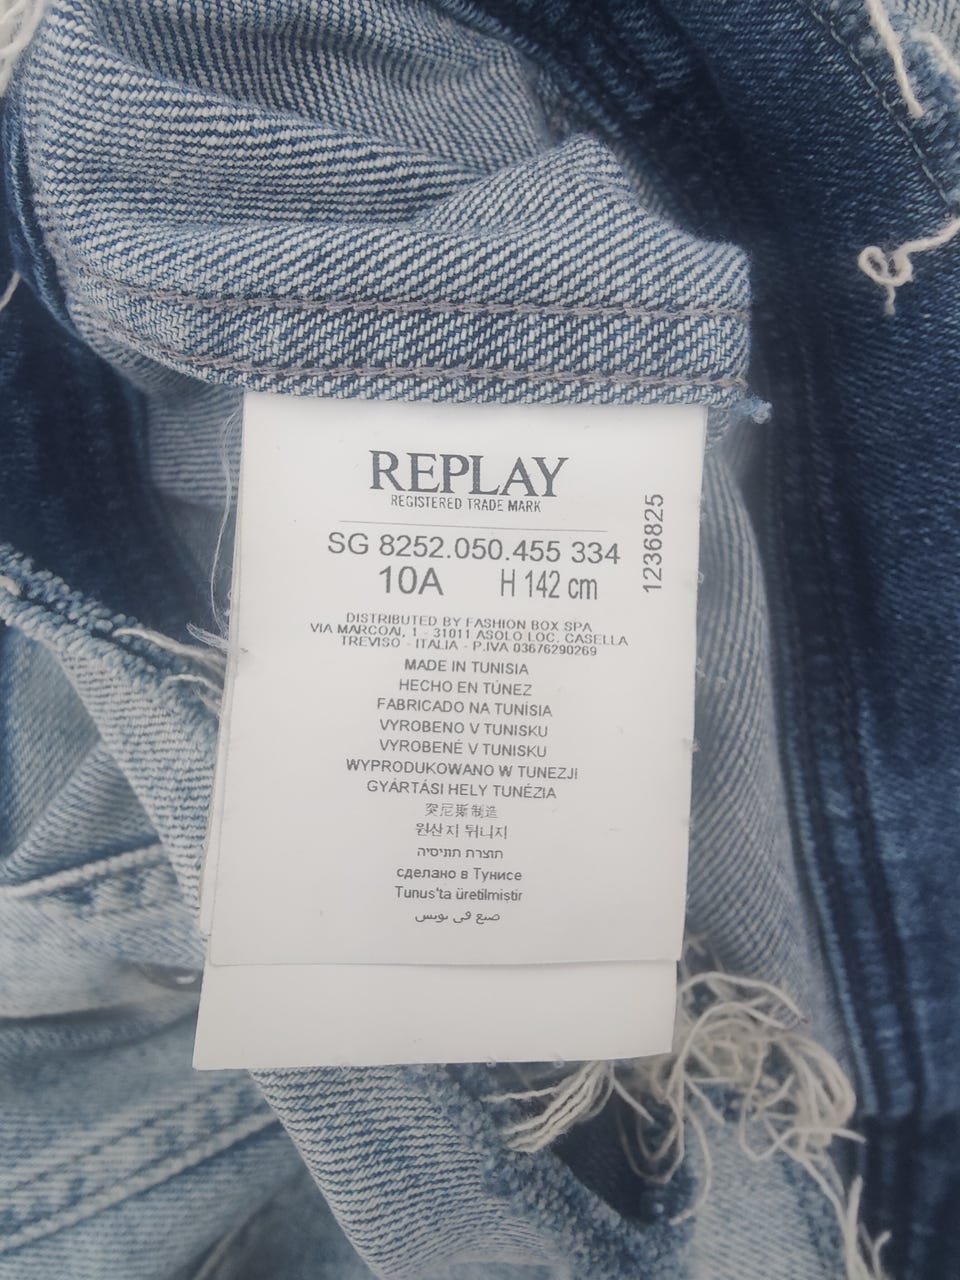 REPLAY
REGISTERED TRADE MARK
SG 8252.050.455 334
10A H 142 cm
1236825
DISTRIBUTED BY FASHION BOX SPA
VIA MARCONI, 1 - 31011 ASOLO LOC. CASELLA
TREVISO - ITALIA - P.IVA 03676290269
MADE IN TUNISIA
HECHO EN TÚNEZ
FABRICADO NA TUNÍSIA
VYROBENO V TUNISKU
VYROBENÉ V TUNISKU
WYPRODUKOWANO W TUNEZJI
GYÁRTÁSI HELY TUNÉZIA
突尼斯制造
원산지 튀니지
תוצרת תוניסיה
сделано в Тунисе
Tunus'ta üretilmiştir
صنع في تونس